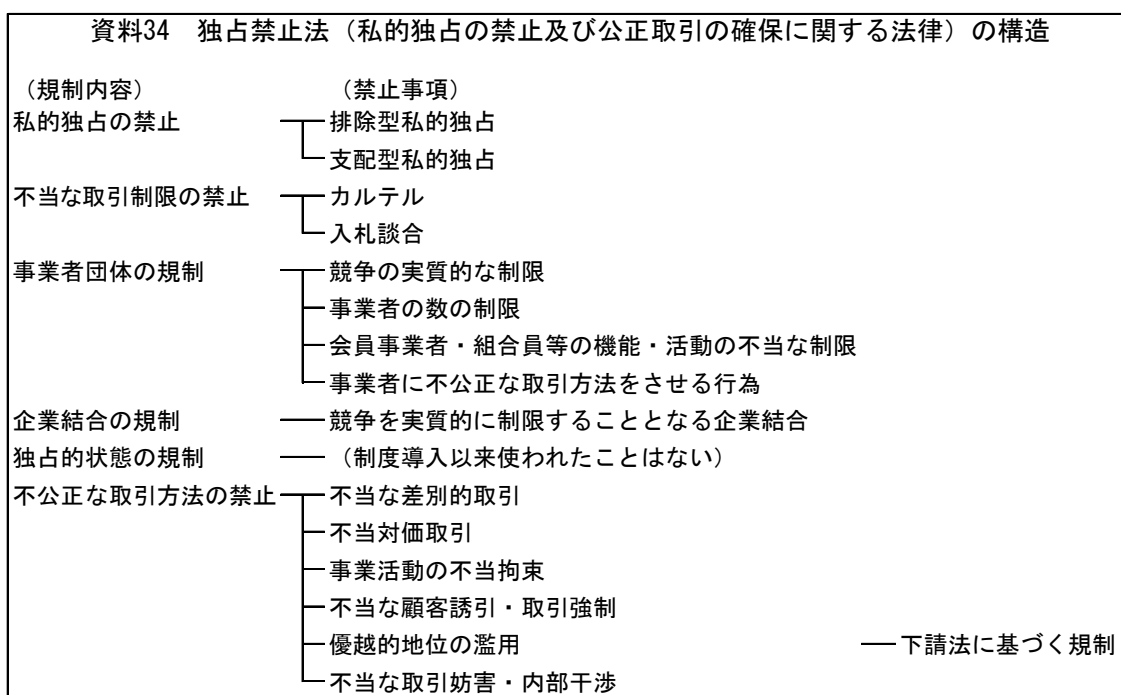 資料34　独占禁止法（私的独占の禁止及び公正取引の確保に関する法律）の構造
（規制内容）　（禁止事項）
私的独占の禁止　排除型私的独占
支配型私的独占
不当な取引制限の禁止　カルテル
入札談合
事業者団体の規制　競争の実質的な制限
事業者の数の制限
会員事業者・組合員等の機能・活動の不当な制限
事業者に不公正な取引方法をさせる行為
企業結合の規制　競争を実質的に制限することとなる企業結合
独占的状態の規制　（制度導入以来使われたことはない）
不公正な取引方法の禁止　不当な差別的取引
不当対価取引
事業活動の不当拘束
不当な顧客誘引・取引強制
優越的地位の濫用　下請法に基づく規制
不当な取引妨害・内部干渉